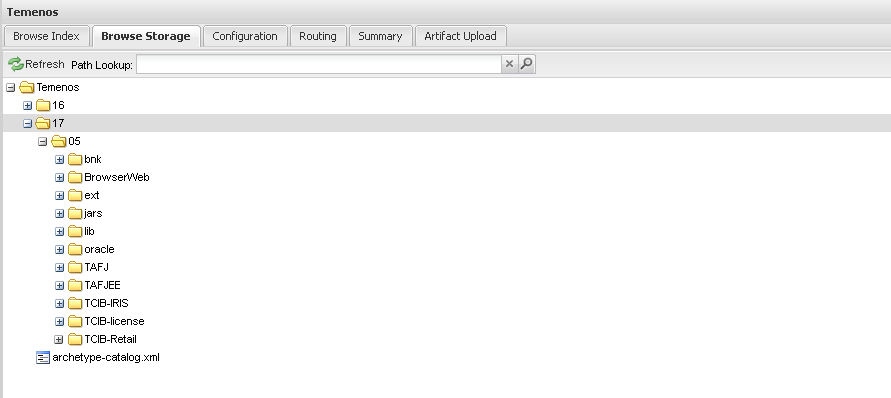 Temenos
Browse Index Browse Storage Configuration Routing Summary Artifact Upload
Refresh Path Lookup:
Temenos
16
17
05
bnk
BrowserWeb
ext
jars
lib
oracle
TAFJ
TAFJEE
TCIB-IRIS
TCIB-license
TCIB-Retail
archetype-catalog.xml